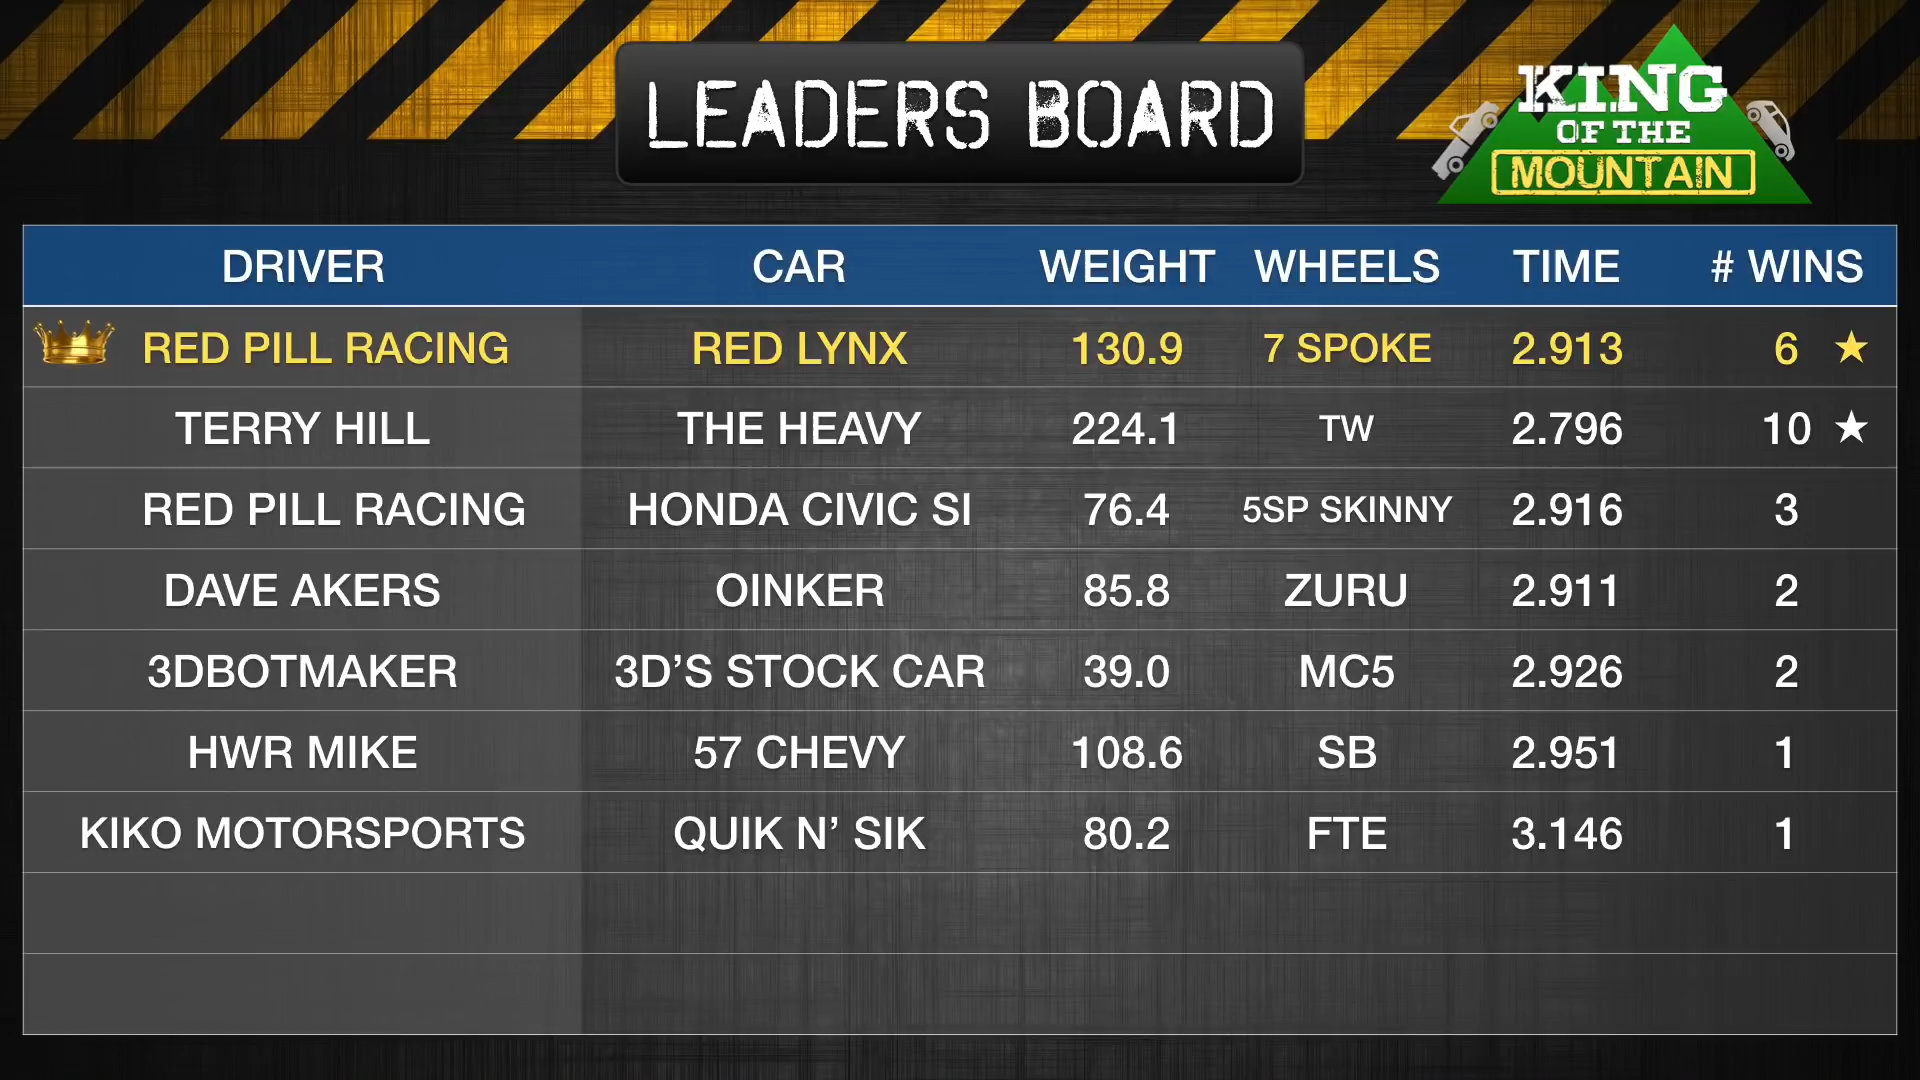 LEADERS BOARD
KING
OF THE
MOUNTAIN
DRIVER CAR WEIGHT WHEELS TIME # WINS
RED PILL RACING RED LYNX 130.9 7 SPOKE 2.913 6 ★
TERRY HILL THE HEAVY 224.1 TW 2.796 10 ★
RED PILL RACING HONDA CIVIC SI 76.4 5SP SKINNY 2.916 3
DAVE AKERS OINKER 85.8 ZURU 2.911 2
3DBOTMAKER 3D’S STOCK CAR 39.0 MC5 2.926 2
HWR MIKE 57 CHEVY 108.6 SB 2.951 1
KIKO MOTORSPORTS QUIK N’ SIK 80.2 FTE 3.146 1